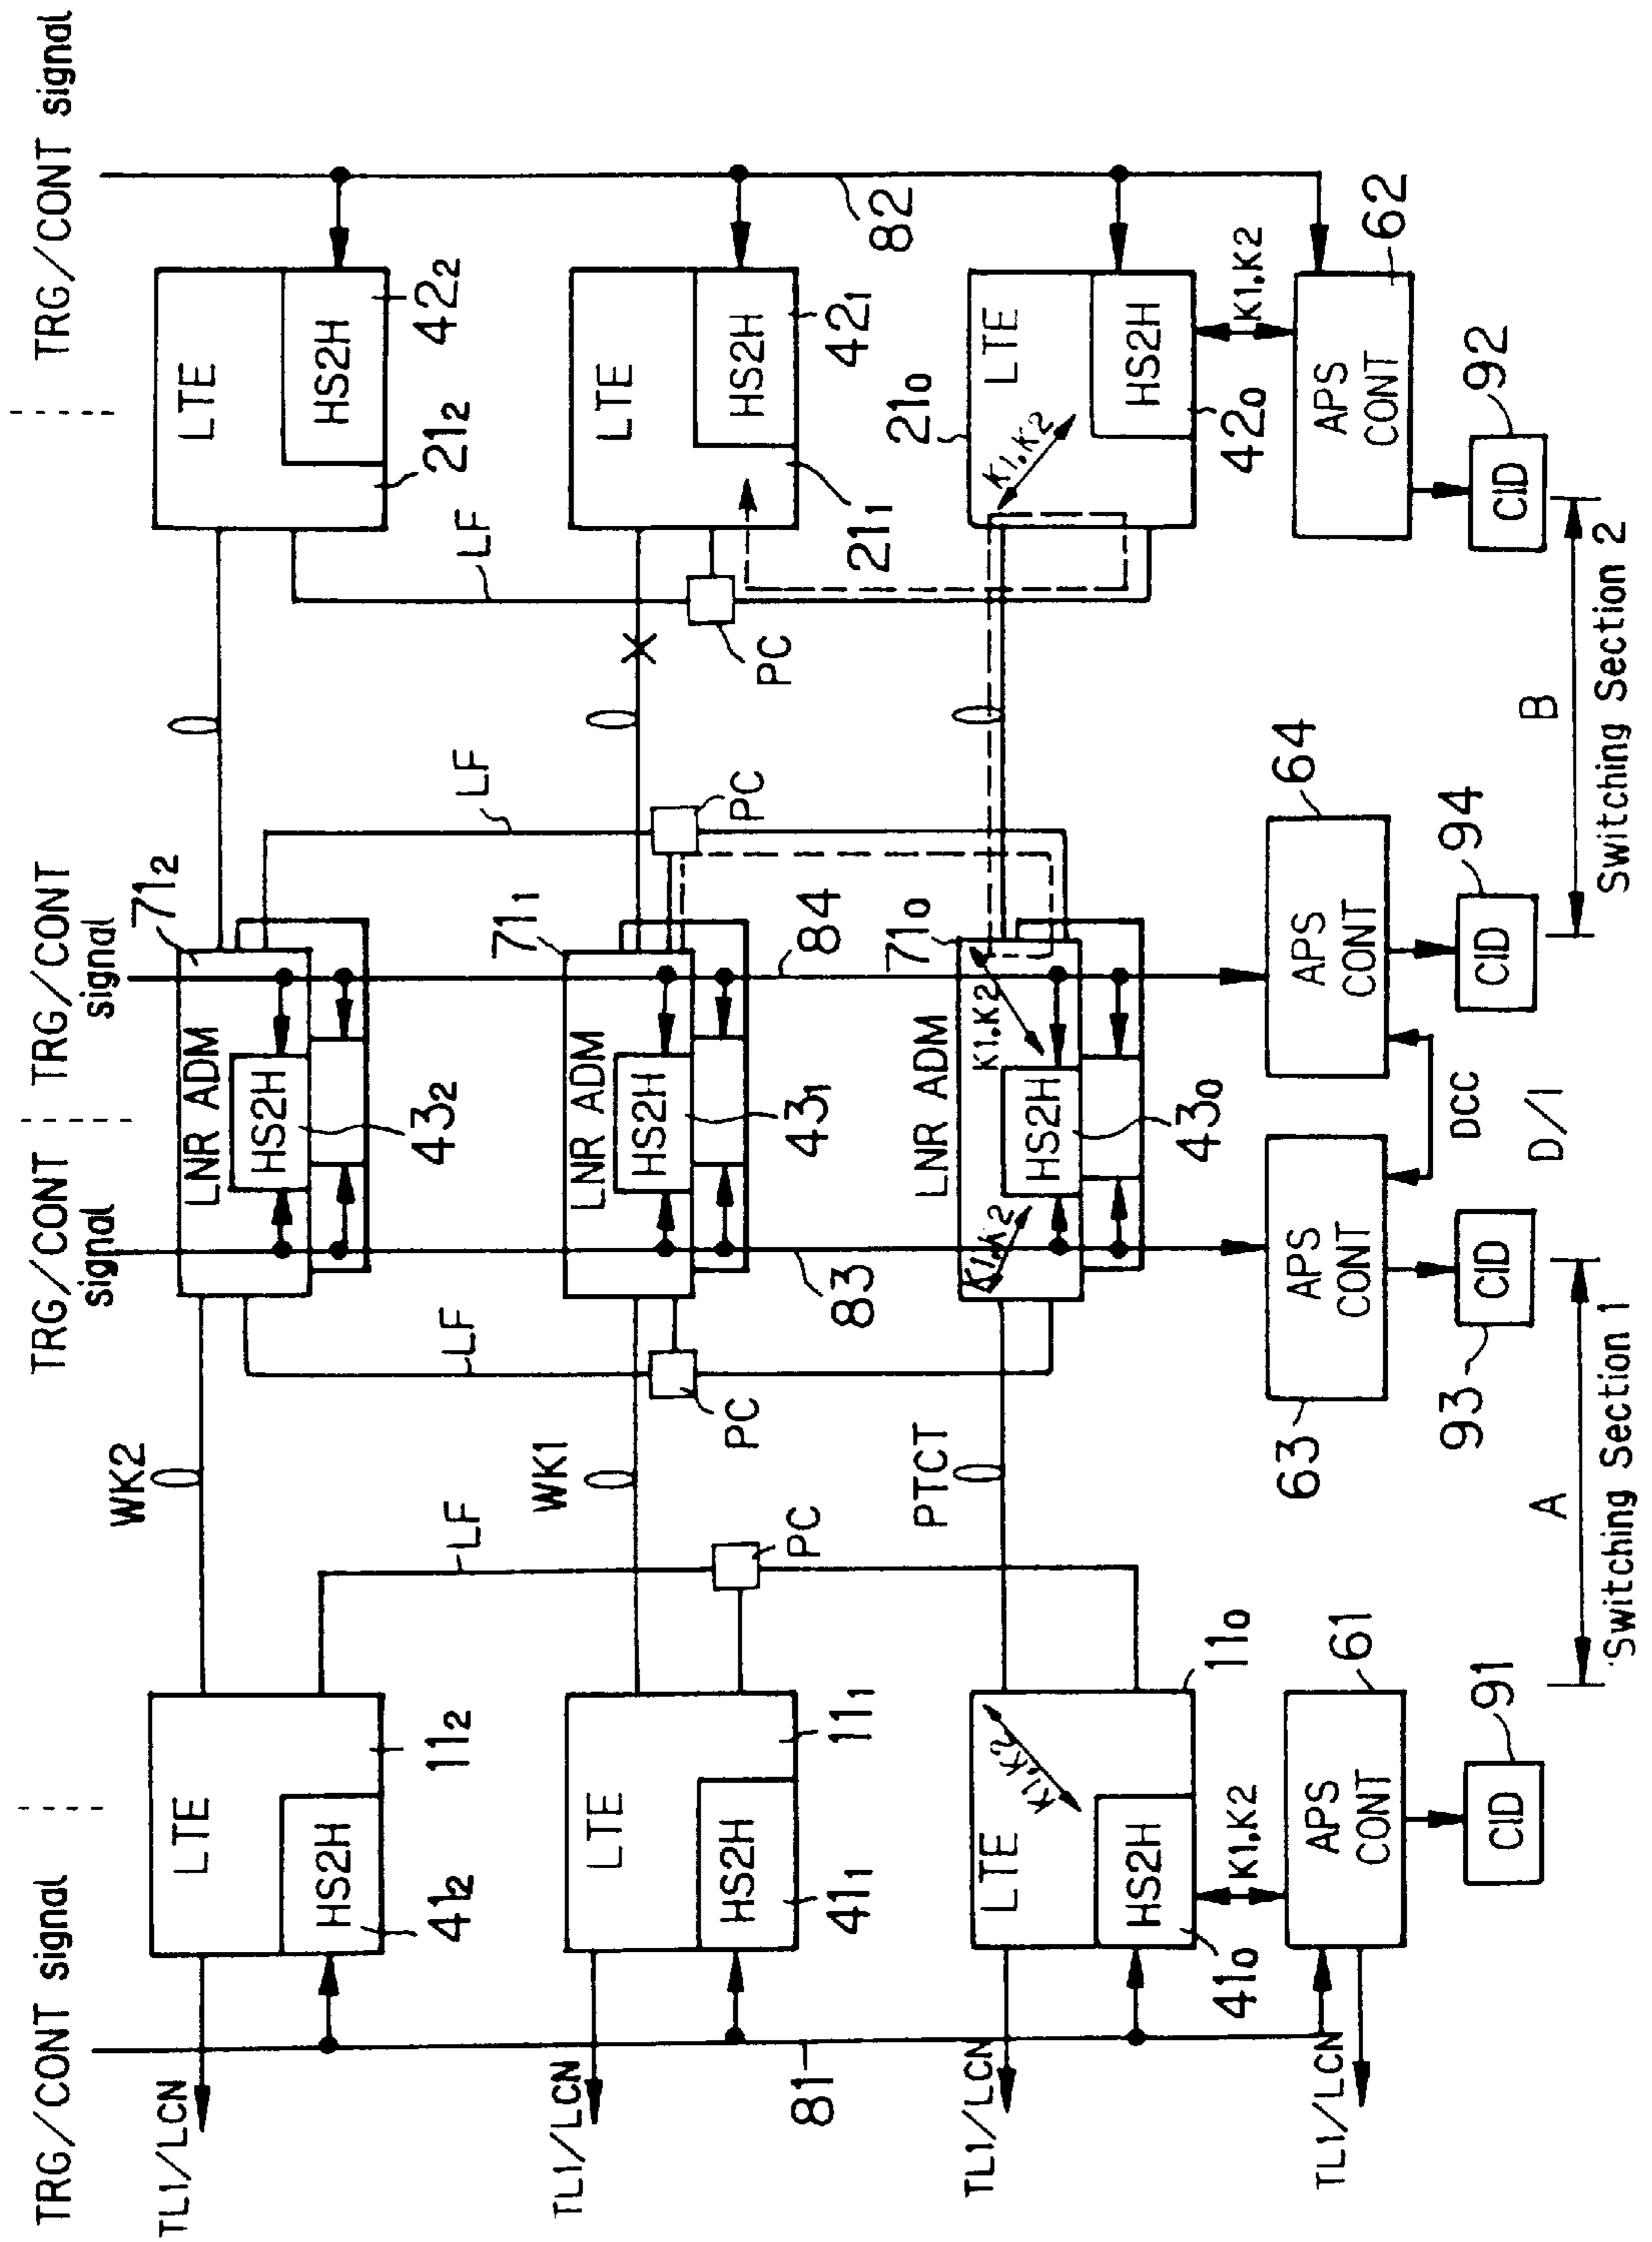 TRG/CONT signal
TRG/CONT signal
TRG/CONT signal
TRG/CONT signal
TL1/LCN
LTE
HS2H
41₂
11₂
WK2
LF
LF
LNR ADM
HS2H
43₂
71₂
LF
LF
LTE
HS2H
21₂
42₂
TL1/LCN
LTE
HS2H
41₁
11₁
PC
WK1
PC
LNR ADM
HS2H
43₁
71₁
PC
PC
LTE
HS2H
21₁
42₁
81
83
84
82
TL1/LCN
LTE
HS2H
K1,K2
41₀
11₀
PTCT
LNR ADM
K1,K2
HS2H
K1,K2
43₀
71₀
21₀
LTE
K1,K2
HS2H
42₀
K1,K2
K1,K2
TL1/LCN
APS CONT
61
63
APS CONT
APS CONT
64
APS CONT
62
DCC
CID
91
93
CID
CID
94
CID
92
D/I
A
B
Switching Section 1
Switching Section 2